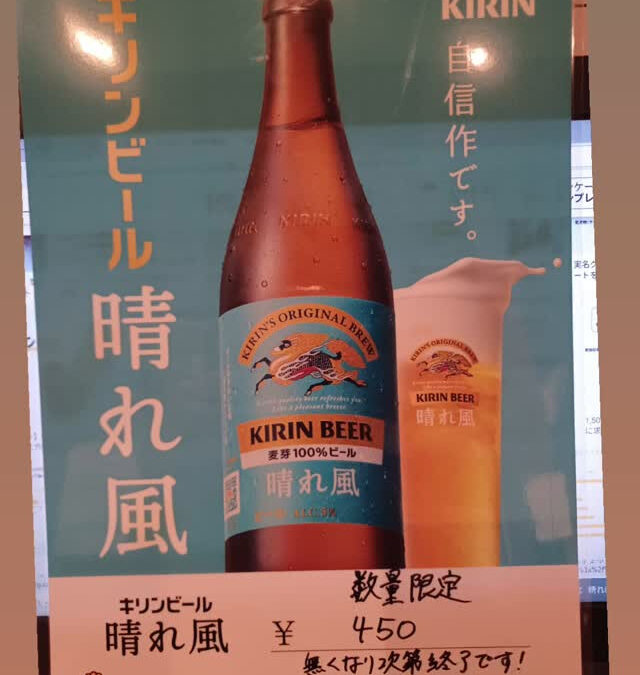 キリンビール
晴れ風
KIRIN
自信作です。
KIRIN
KIRIN'S ORIGINAL BREW
KIRIN BEER
麦芽100%ビール
晴れ風
KIRIN'S ORIGINAL BREW
KIRIN BEER
晴れ風
キリンビール
晴れ風
数量限定
¥ 450
無くなり次第終了です!